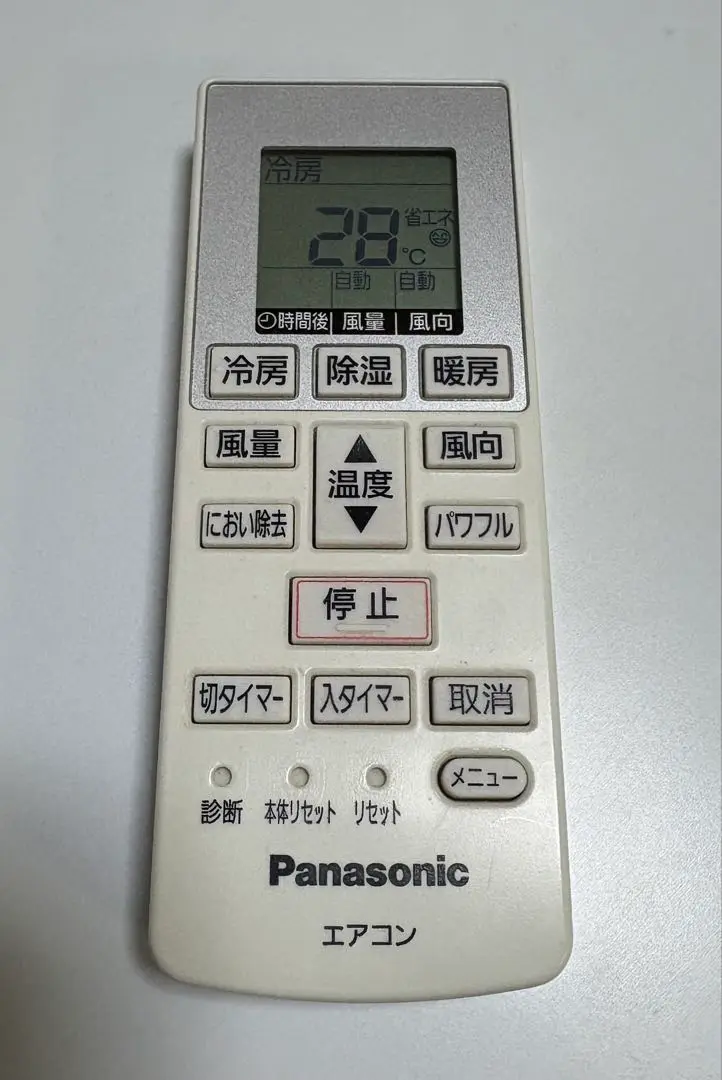 冷房
28℃ 省エネ
自動 自動
時間後 風量 風向
冷房 除湿 暖房
風量 ▲ 風向
温度
におい除去 ▼ パワフル
停止
切タイマー 入タイマー 取消
メニュー
診断 本体リセット リセット
Panasonic
エアコン